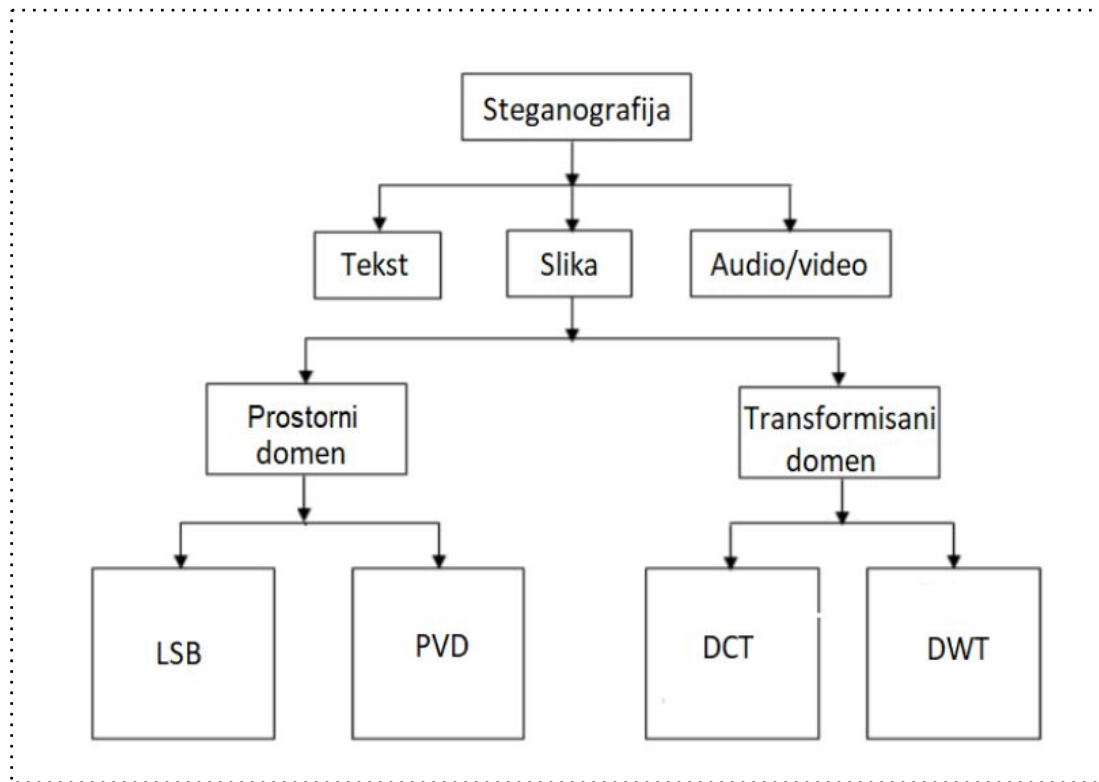 Steganografija
Tekst
Slika
Audio/video
Prostorni
domen
Transformisani
domen
LSB
PVD
DCT
DWT